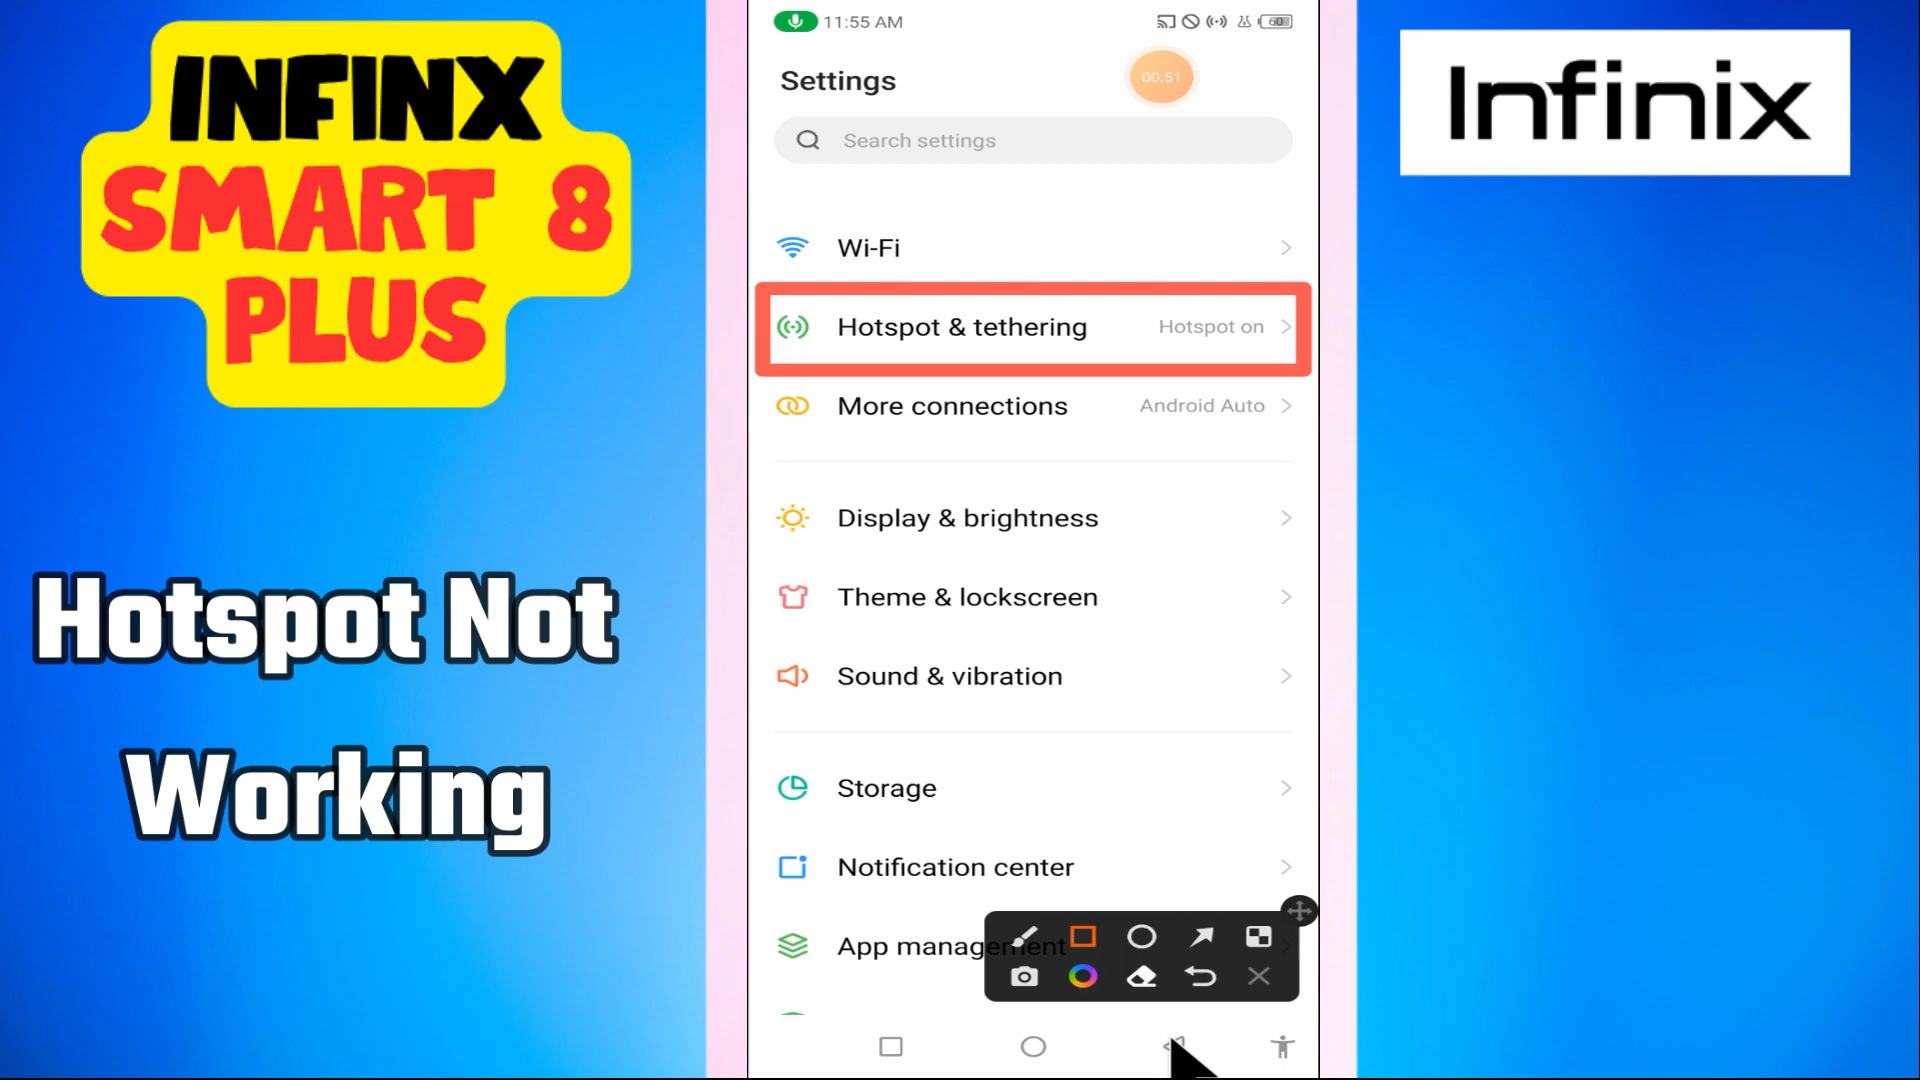 INFINX
SMART 8
PLUS
Hotspot Not
Working
11:55 AM
60
Settings
00:51
Search settings
Wi-Fi
Hotspot & tethering Hotspot on
More connections Android Auto
Display & brightness
Theme & lockscreen
Sound & vibration
Storage
Notification center
App management
Infinix